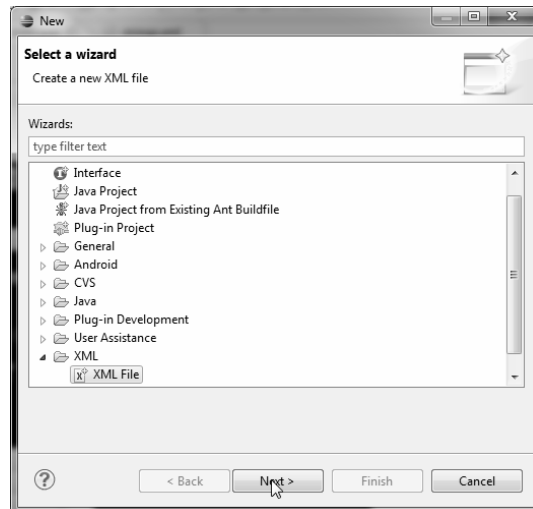 New
Select a wizard
Create a new XML file
Wizards:
type filter text
Interface
Java Project
Java Project from Existing Ant Buildfile
Plug-in Project
General
Android
CVS
Java
Plug-in Development
User Assistance
XML
XML File
? < Back Next > Finish Cancel